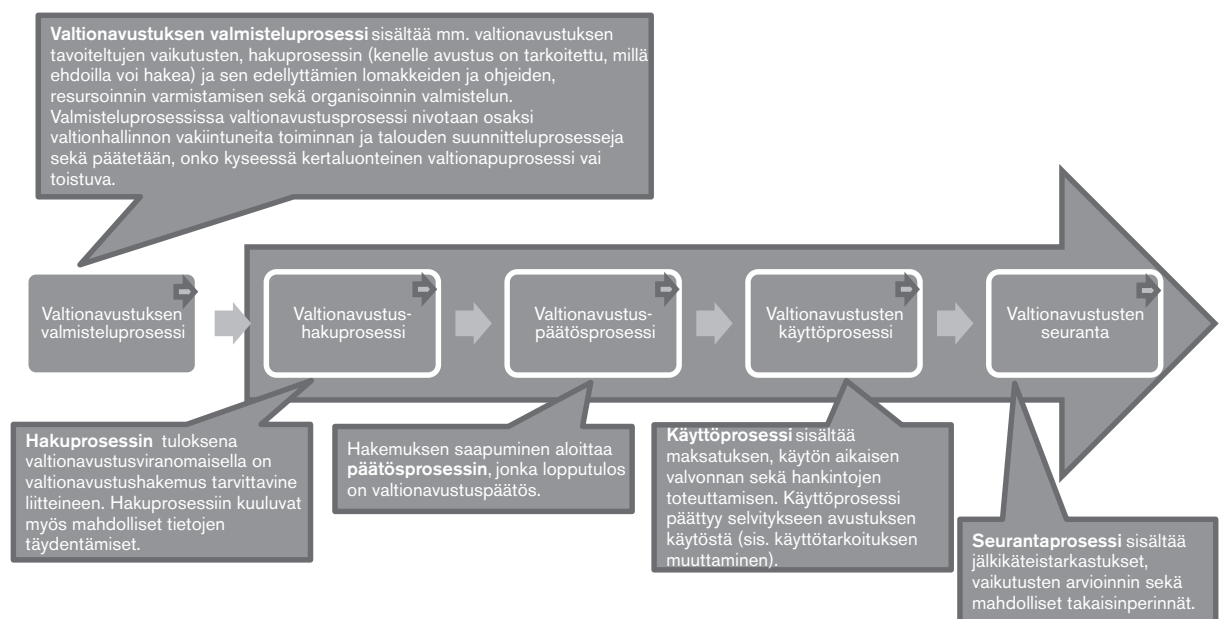 Valtionavustuksen valmisteluprosessi sisältää mm. valtionavustuksen
tavoiteltujen vaikutusten, hakuprosessin (kenelle avustus on tarkoitettu, millä
ehdoilla voi hakea) ja sen edellyttämien lomakkeiden ja ohjeiden,
resursoinnin varmistamisen sekä organisoinnin valmistelun.
Valmisteluprosessissa valtionavustusprosessi nivotaan osaksi
valtionhallinnon vakiintuneita toiminnan ja talouden suunnitteluprosesseja
sekä päätetään, onko kyseessä kertaluonteinen valtionapuprosessi vai
toistuva.
Valtionavustuksen
valmisteluprosessi
Valtionavustus-
hakuprosessi
Valtionavustus-
päätösprosessi
Valtionavustusten
käyttöprosessi
Valtionavustusten
seuranta
Hakuprosessin tuloksena
valtionavustusviranomaisella on
valtionavustushakemus tarvittavine
liitteineen. Hakuprosessiin kuuluvat
myös mahdolliset tietojen
täydentämiset.
Hakemuksen saapuminen aloittaa
päätösprosessin, jonka lopputulos
on valtionavustuspäätös.
Käyttöprosessi sisältää
maksatuksen, käytön aikaisen
valvonnan sekä hankintojen
toteuttamisen. Käyttöprosessi
päättyy selvitykseen avustuksen
käytöstä (sis. käyttötarkoituksen
muuttaminen).
Seurantaprosessi sisältää
jälkikäteistarkastukset,
vaikutusten arvioinnin sekä
mahdolliset takaisinperinnät.